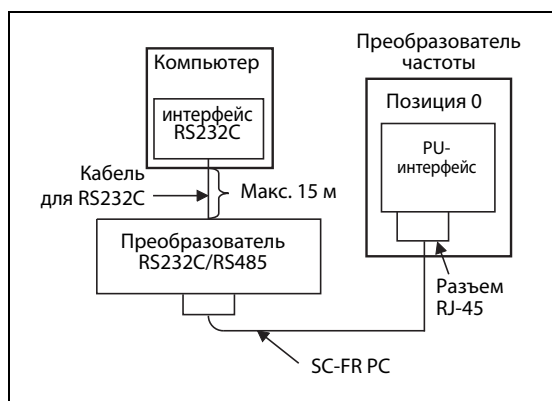 Компьютер
интерфейс
RS232C
Кабель
для RS232C
Макс. 15 м
Преобразователь
RS232C/RS485
SC-FR PC
Преобразователь
частоты
Позиция 0
PU-
интерфейс
Разъем
RJ-45